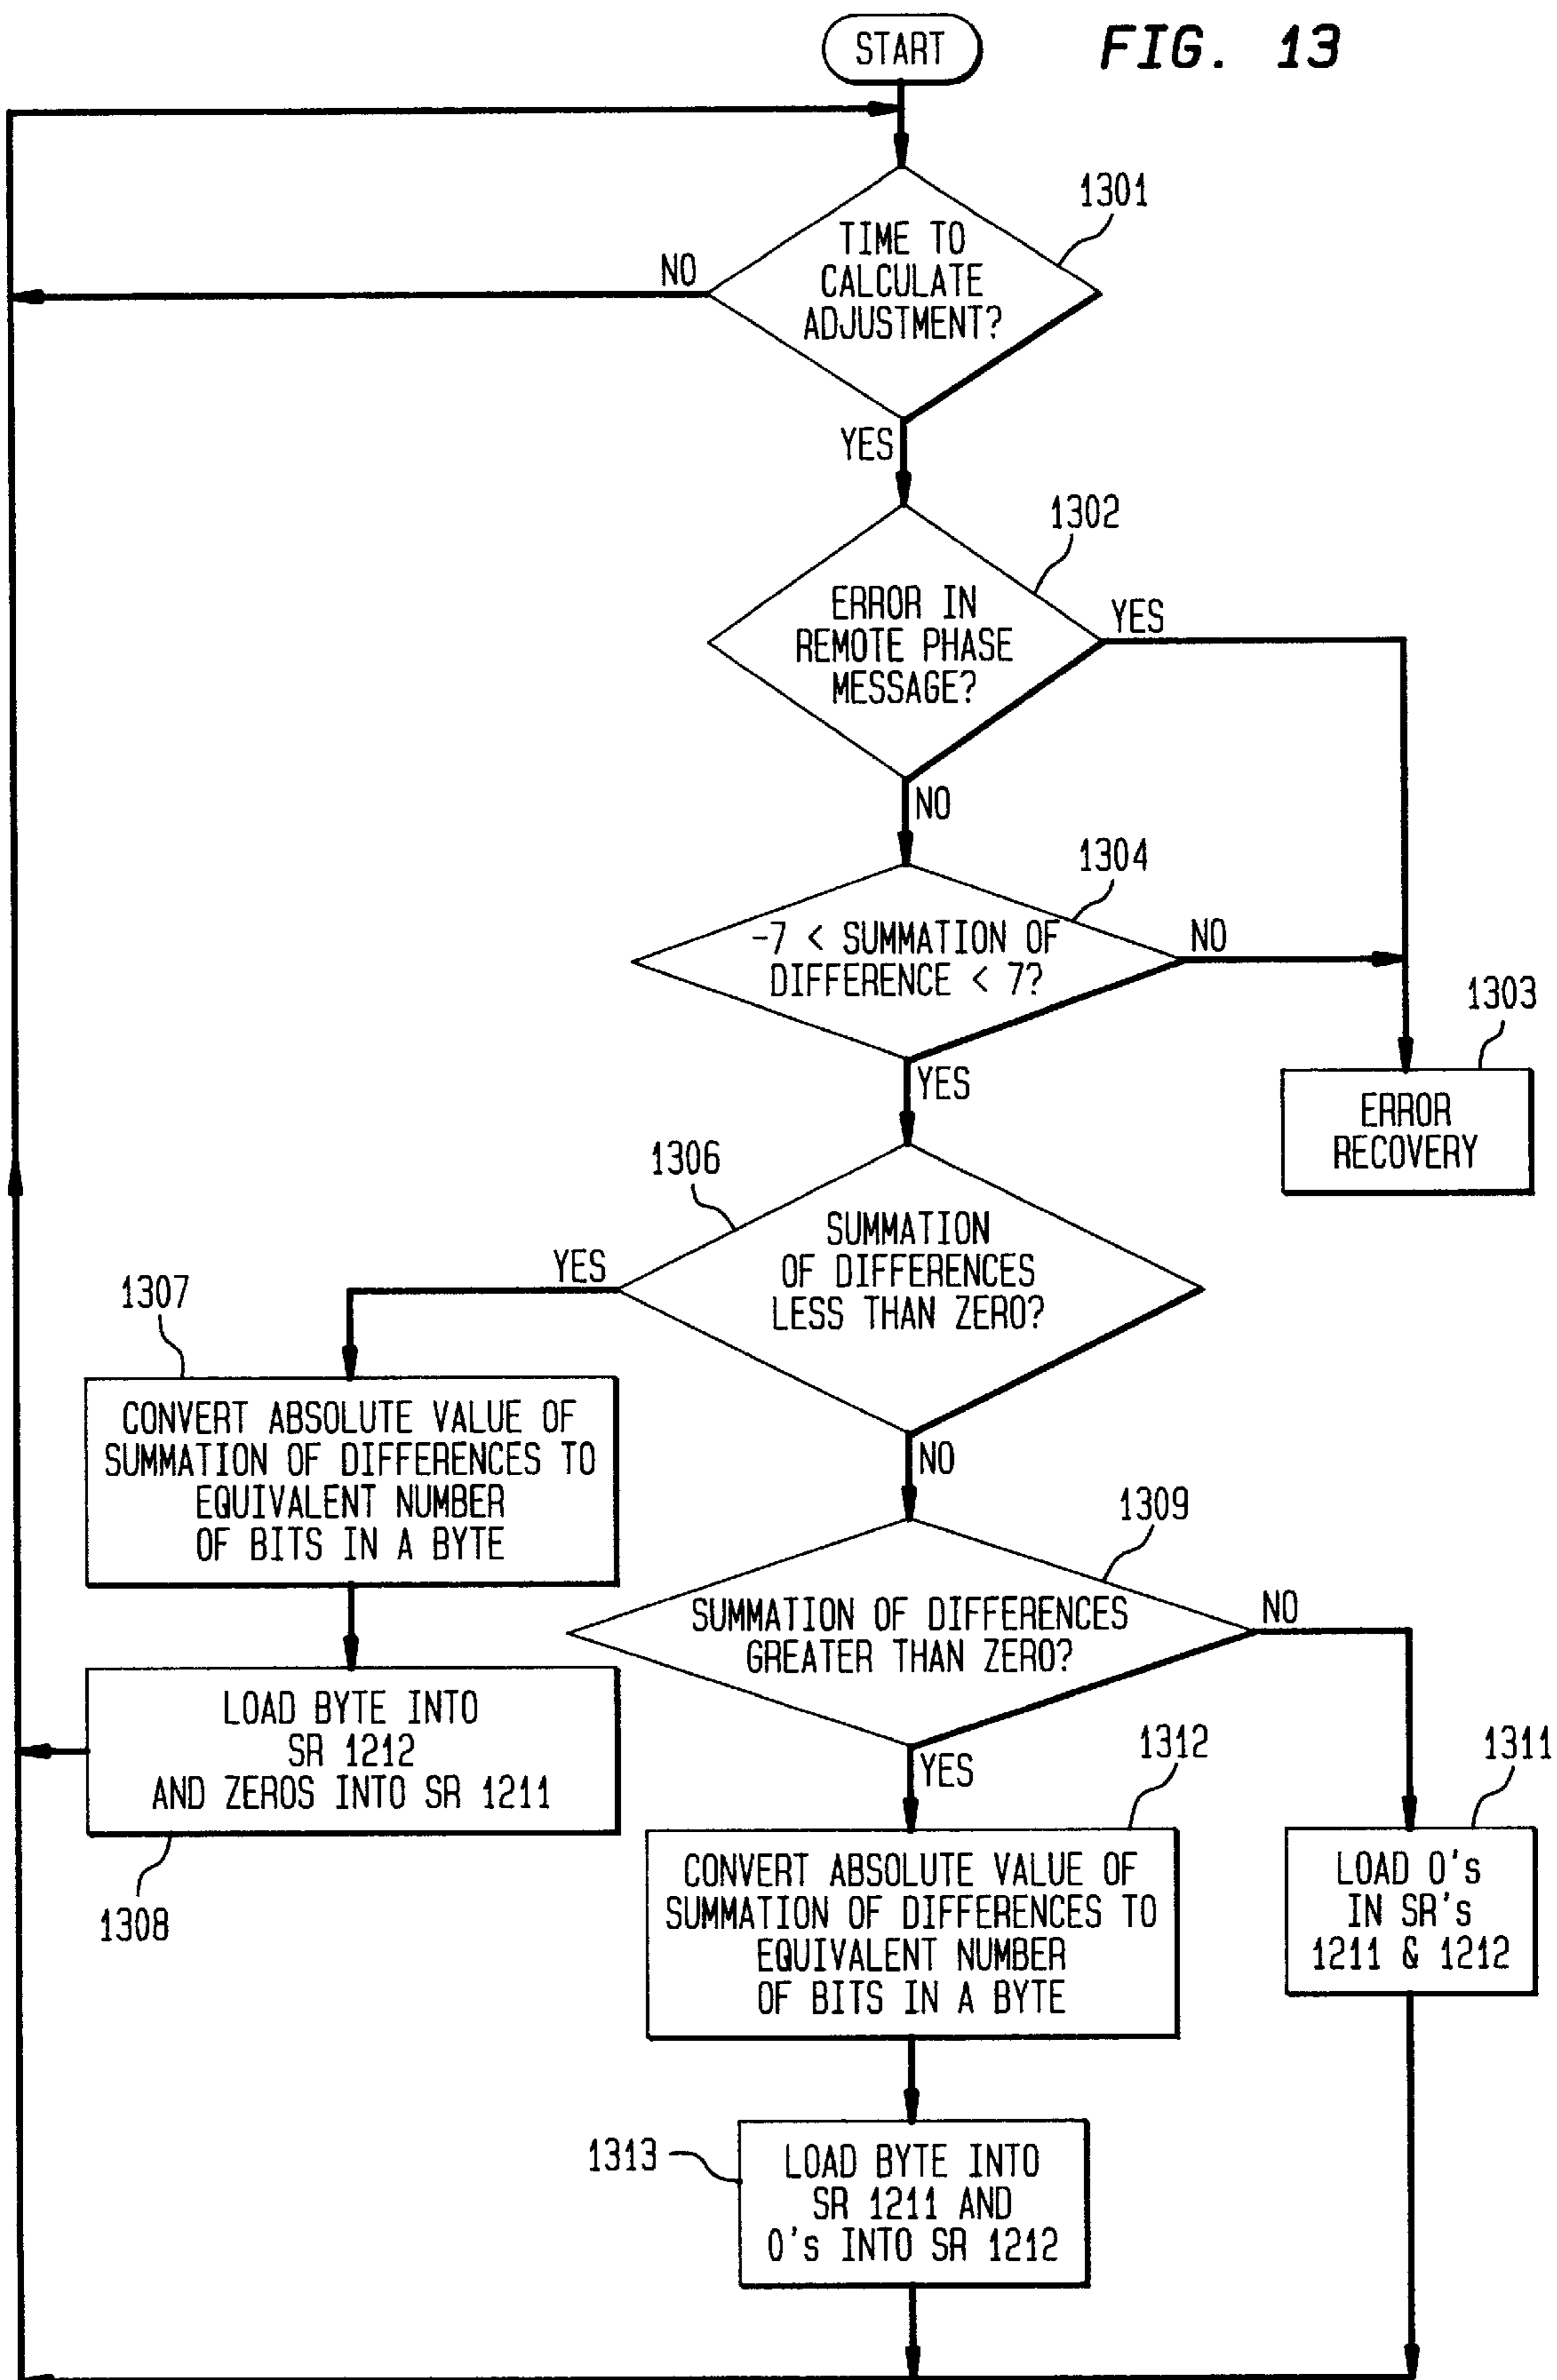 START
FIG. 13
1301
TIME TO
CALCULATE
ADJUSTMENT?
NO
YES
1302
ERROR IN
REMOTE PHASE
MESSAGE?
YES
NO
1304
-7 < SUMMATION OF
DIFFERENCE < 7?
NO
YES
1303
ERROR
RECOVERY
1306
SUMMATION
OF DIFFERENCES
LESS THAN ZERO?
YES
NO
1307
CONVERT ABSOLUTE VALUE OF
SUMMATION OF DIFFERENCES TO
EQUIVALENT NUMBER
OF BITS IN A BYTE
LOAD BYTE INTO
SR 1212
AND ZEROS INTO SR 1211
1308
1309
SUMMATION OF DIFFERENCES
GREATER THAN ZERO?
NO
YES
1312
CONVERT ABSOLUTE VALUE OF
SUMMATION OF DIFFERENCES TO
EQUIVALENT NUMBER
OF BITS IN A BYTE
1311
LOAD 0's
IN SR's
1211 & 1212
1313
LOAD BYTE INTO
SR 1211 AND
0's INTO SR 1212